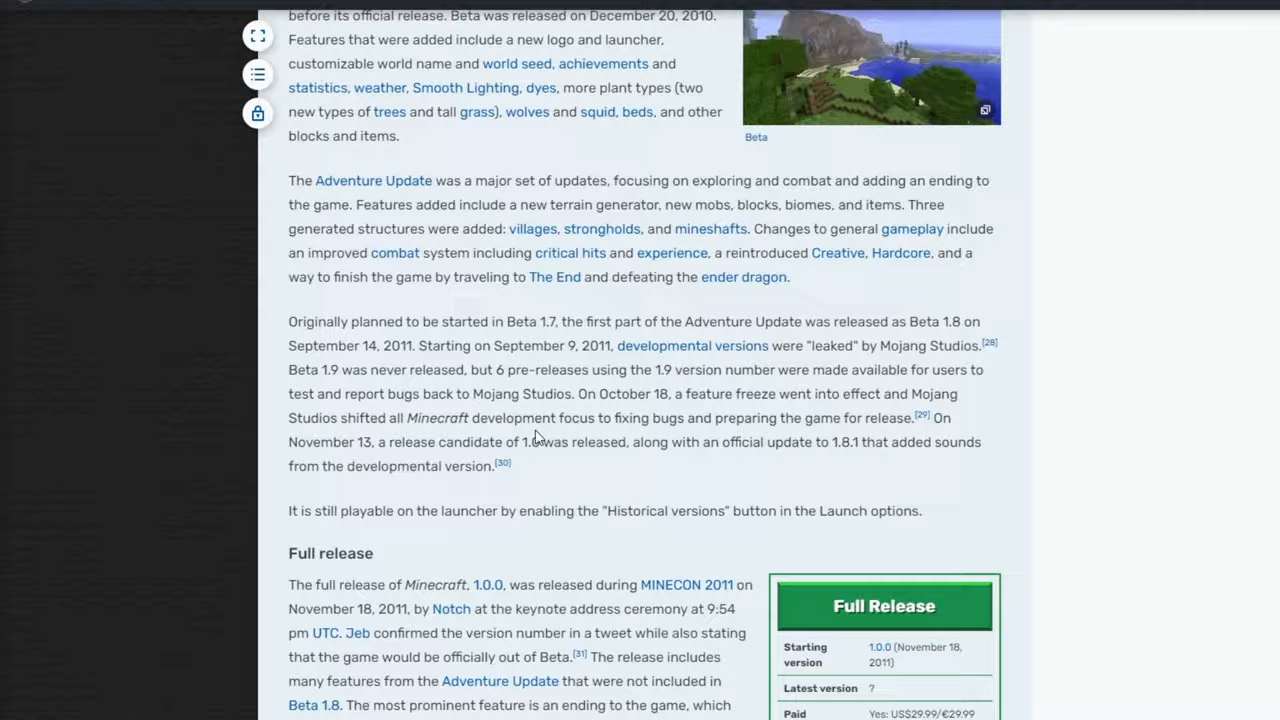 before its official release. Beta was released on December 20, 2010.
Features that were added include a new logo and launcher,
customizable world name and world seed, achievements and
statistics, weather, Smooth Lighting, dyes, more plant types (two
new types of trees and tall grass), wolves and squid, beds, and other
blocks and items.
Beta
The Adventure Update was a major set of updates, focusing on exploring and combat and adding an ending to
the game. Features added include a new terrain generator, new mobs, blocks, biomes, and items. Three
generated structures were added: villages, strongholds, and mineshafts. Changes to general gameplay include
an improved combat system including critical hits and experience, a reintroduced Creative, Hardcore, and a
way to finish the game by traveling to The End and defeating the ender dragon.
Originally planned to be started in Beta 1.7, the first part of the Adventure Update was released as Beta 1.8 on
September 14, 2011. Starting on September 9, 2011, developmental versions were "leaked" by Mojang Studios.[28]
Beta 1.9 was never released, but 6 pre-releases using the 1.9 version number were made available for users to
test and report bugs back to Mojang Studios. On October 18, a feature freeze went into effect and Mojang
Studios shifted all Minecraft development focus to fixing bugs and preparing the game for release.[29] On
November 13, a release candidate of 1.0 was released, along with an official update to 1.8.1 that added sounds
from the developmental version.[30]
It is still playable on the launcher by enabling the "Historical versions" button in the Launch options.
Full release
The full release of Minecraft, 1.0.0, was released during MINECON 2011 on
November 18, 2011, by Notch at the keynote address ceremony at 9:54
pm UTC. Jeb confirmed the version number in a tweet while also stating
that the game would be officially out of Beta.[31] The release includes
many features from the Adventure Update that were not included in
Beta 1.8. The most prominent feature is an ending to the game, which
Full Release
Starting version 1.0.0 (November 18, 2011)
Latest version ?
Paid Yes: US$29.99/€29.99